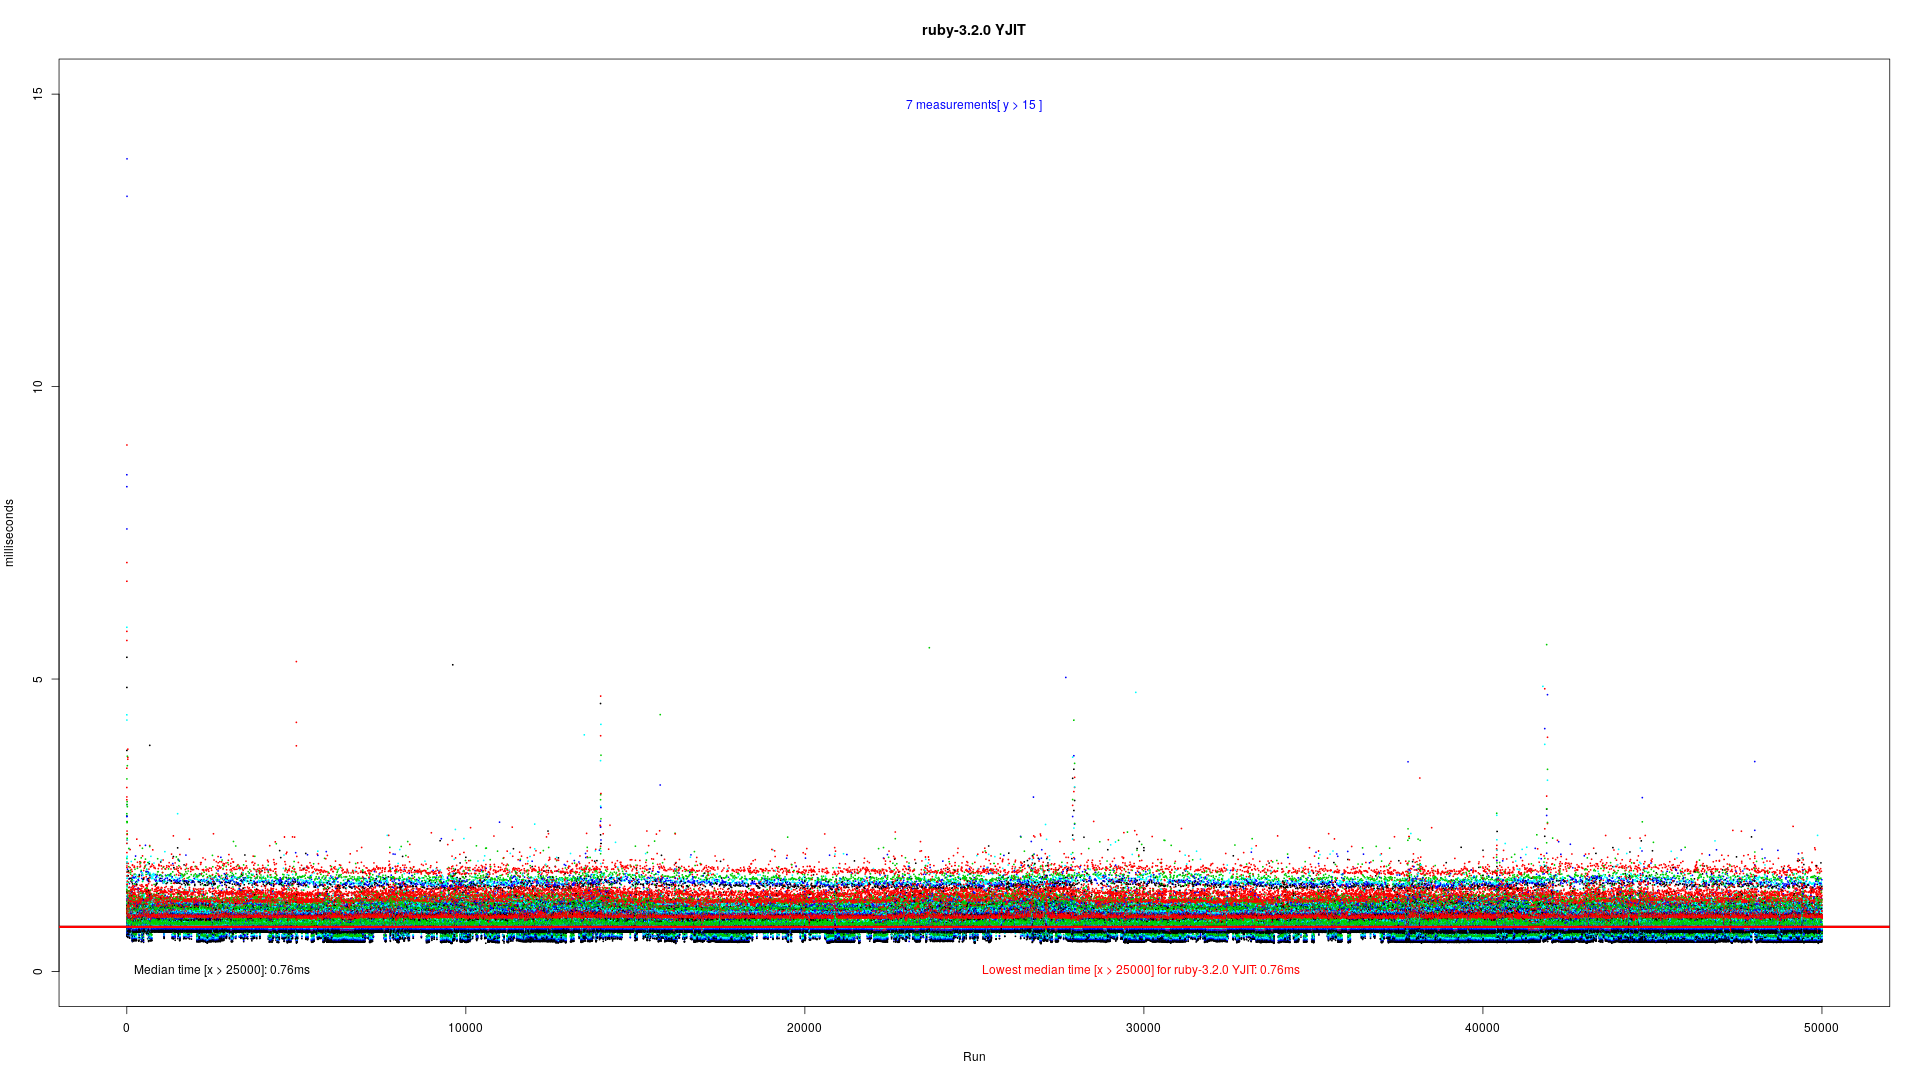 ruby-3.2.0 YJIT
7 measurements[ y > 15 ]
15
10
5
0
milliseconds
Median time [x > 25000]: 0.76ms
Lowest median time [x > 25000] for ruby-3.2.0 YJIT: 0.76ms
0
10000
20000
30000
40000
50000
Run